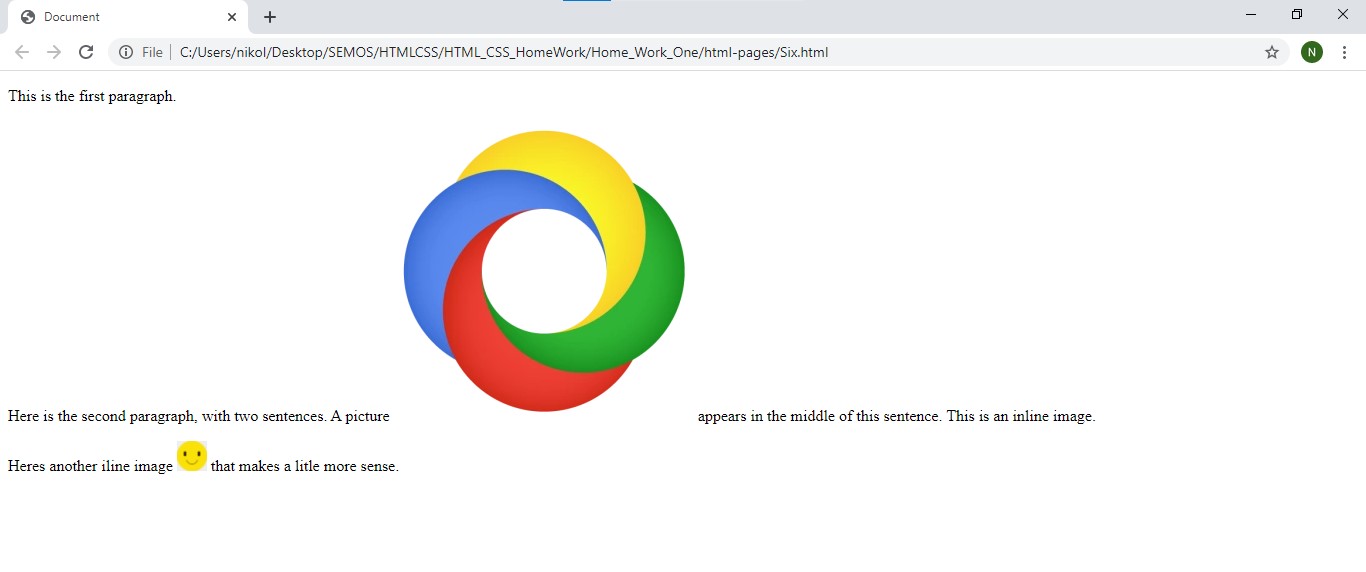 Document
File C:/Users/nikol/Desktop/SEMOS/HTMLCSS/HTML_CSS_HomeWork/Home_Work_One/html-pages/Six.html
N
This is the first paragraph.
Here is the second paragraph, with two sentences. A picture appears in the middle of this sentence. This is an inline image.
Heres another iline image that makes a litle more sense.